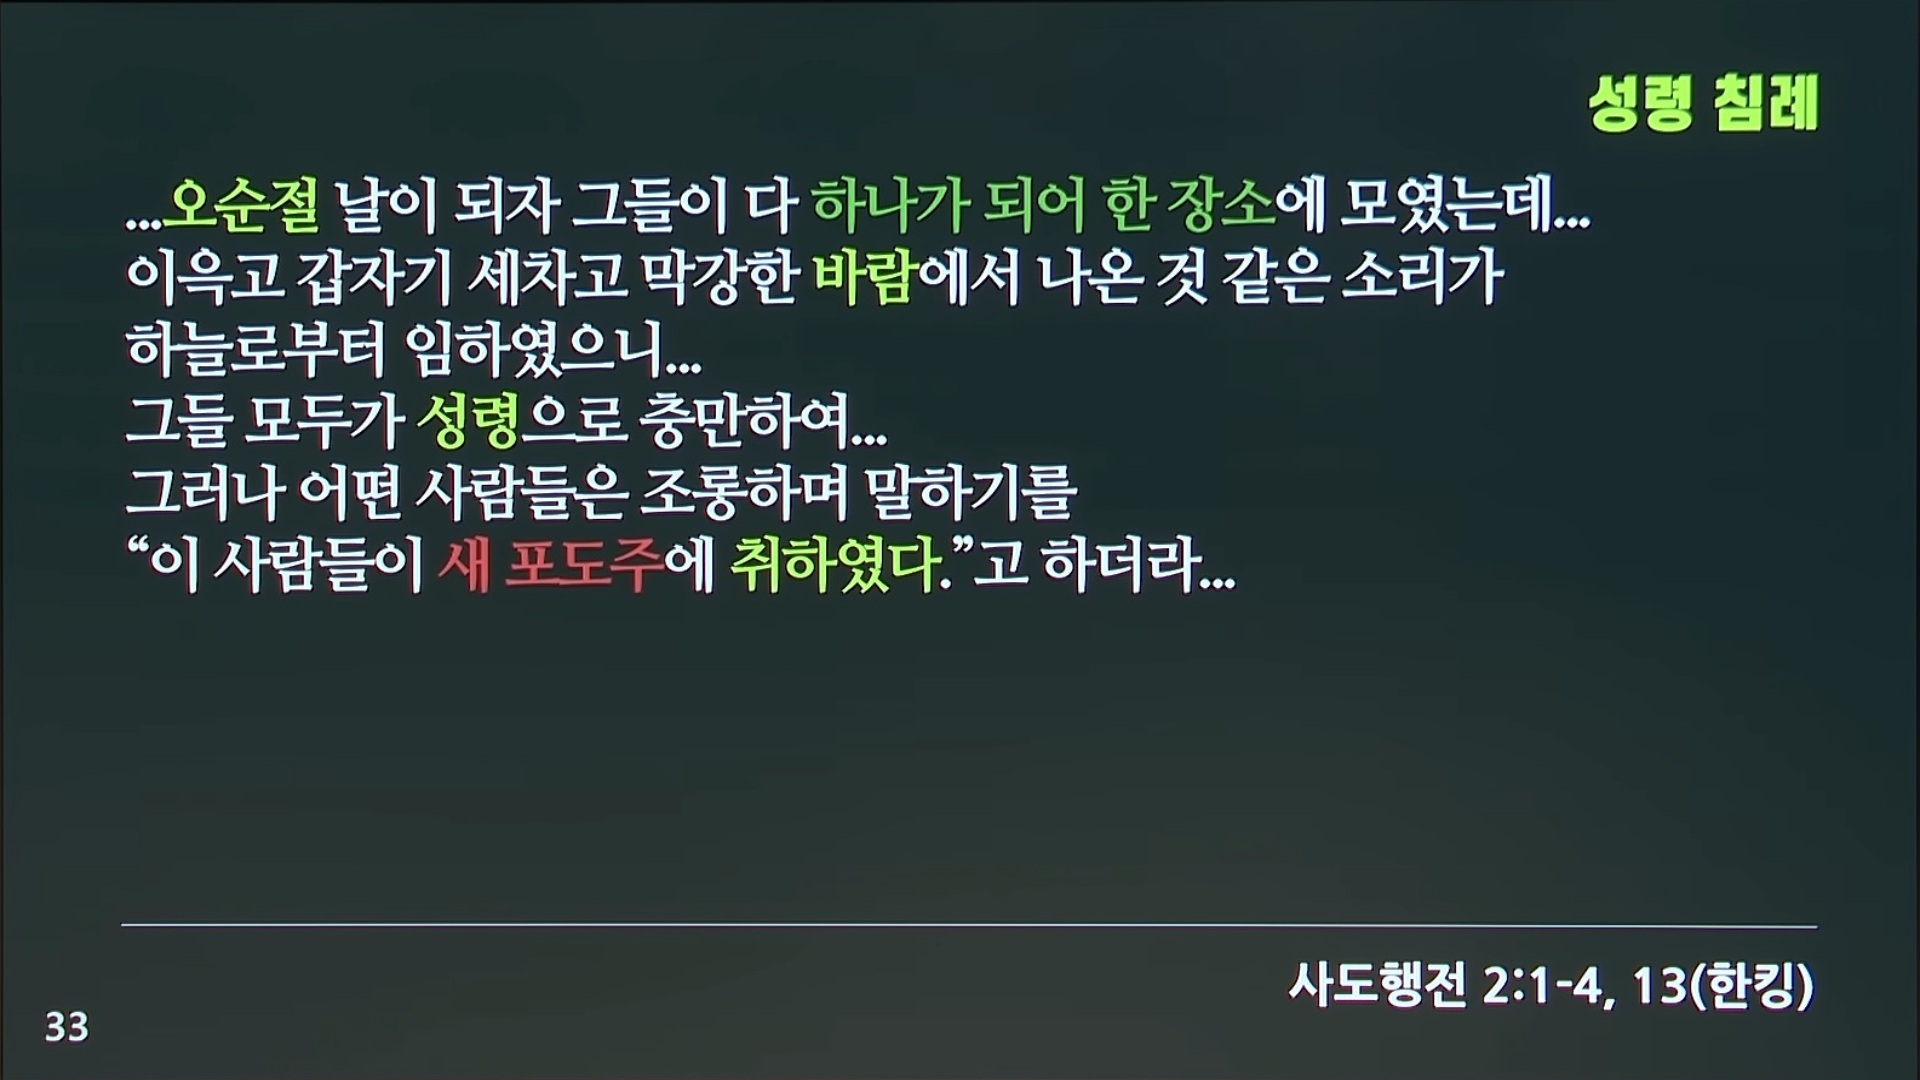 성령 침례
...오순절 날이 되자 그들이 다 하나가 되어 한 장소에 모였는데...
이윽고 갑자기 세차고 막강한 바람에서 나온 것 같은 소리가
하늘로부터 임하였으니...
그들 모두가 성령으로 충만하여...
그러나 어떤 사람들은 조롱하며 말하기를
“이 사람들이 새 포도주에 취하였다.”고 하더라...
사도행전 2:1-4, 13(한킹)
33